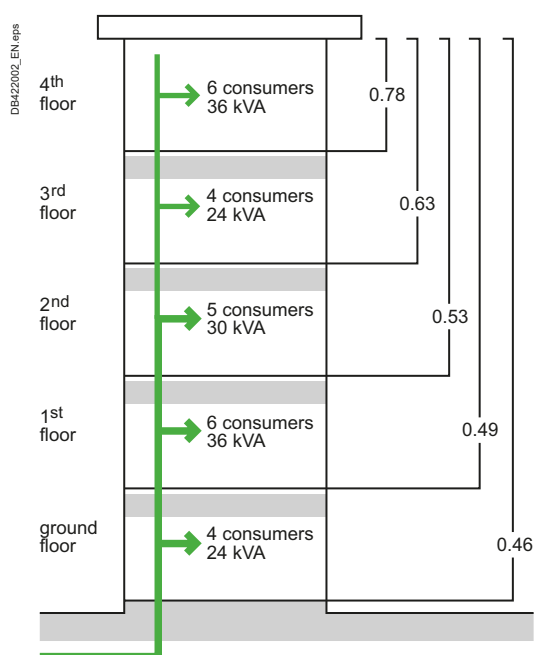 DB422002_EN.eps
4th
floor
6 consumers
36 kVA
0.78
3rd
floor
4 consumers
24 kVA
0.63
2nd
floor
5 consumers
30 kVA
0.53
1st
floor
6 consumers
36 kVA
0.49
ground
floor
4 consumers
24 kVA
0.46